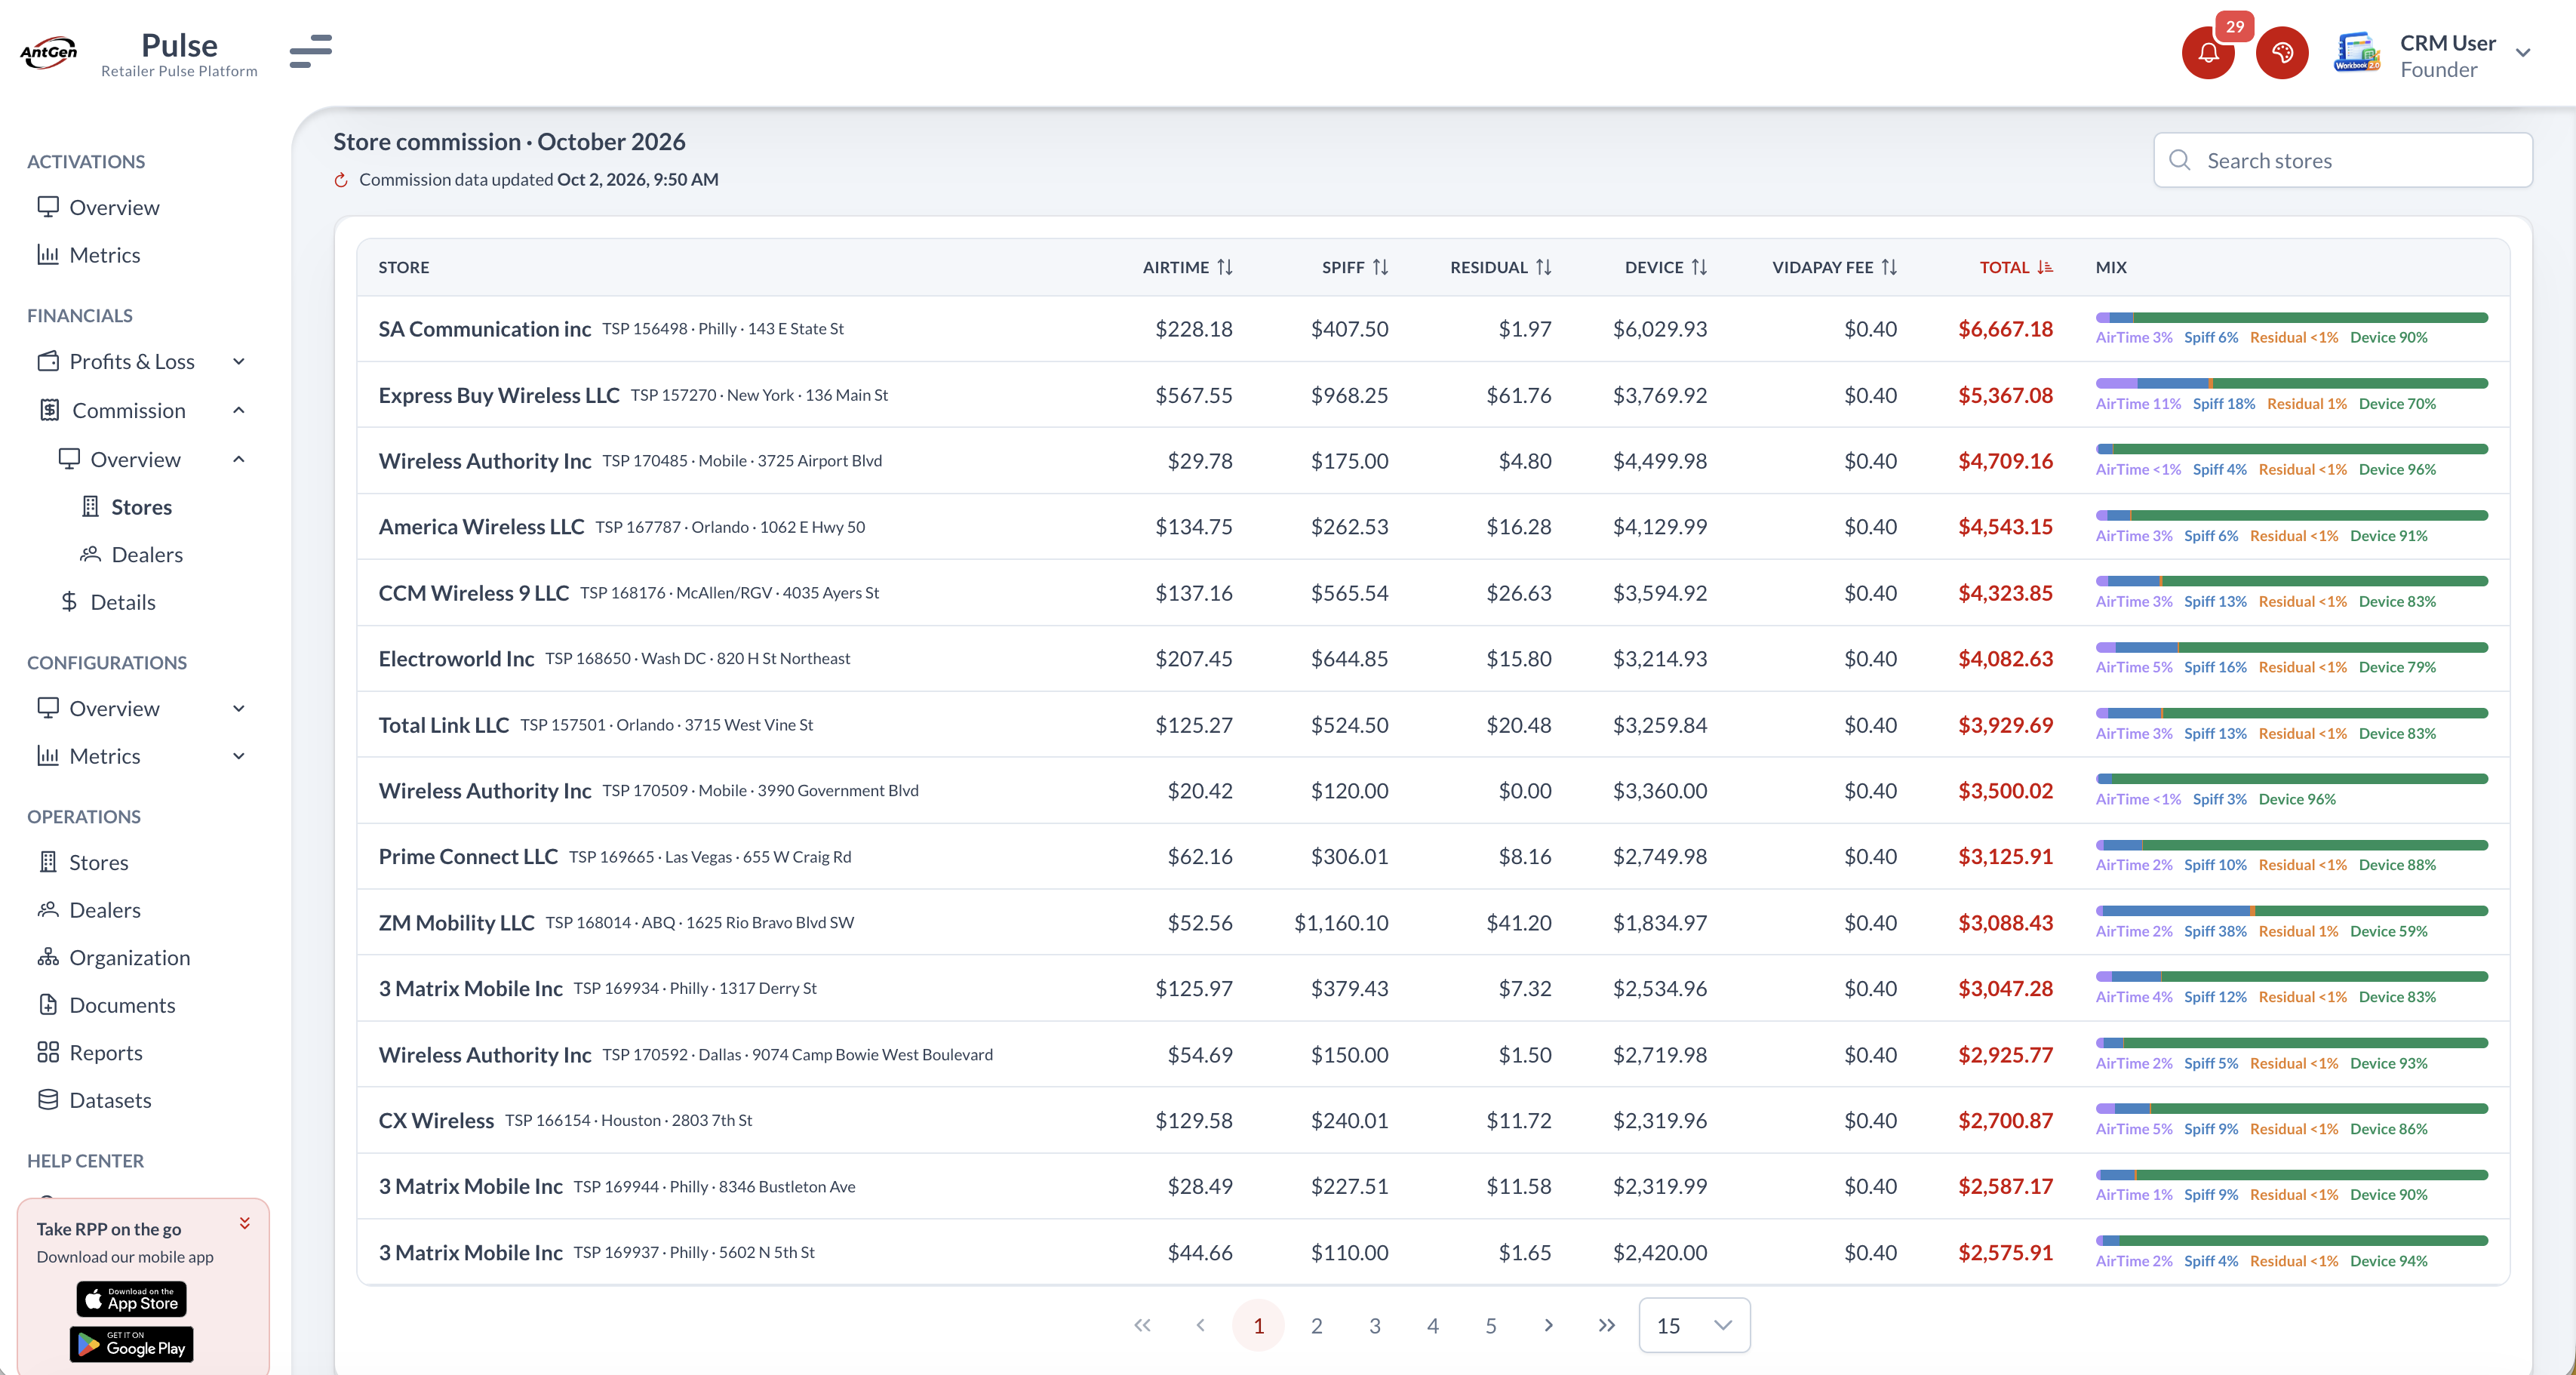 AntGen
Pulse
Retailer Pulse Platform
29
CRM User
Founder
Workbook 2.0
ACTIVATIONS
Overview
Metrics
FINANCIALS
Profits & Loss
Commission
Overview
Stores
Dealers
Details
CONFIGURATIONS
Overview
Metrics
OPERATIONS
Stores
Dealers
Organization
Documents
Reports
Datasets
HELP CENTER
Take RPP on the go
Download our mobile app
Download on the
App Store
GET IT ON
Google Play
Store commission · October 2026
Commission data updated Oct 2, 2026, 9:50 AM
Search stores
STORE AIRTIME SPIFF RESIDUAL DEVICE VIDAPAY FEE TOTAL MIX
SA Communication inc TSP 156498 · Philly · 143 E State St $228.18 $407.50 $1.97 $6,029.93 $0.40 $6,667.18
AirTime 3% Spiff 6% Residual <1% Device 90%
Express Buy Wireless LLC TSP 157270 · New York · 136 Main St $567.55 $968.25 $61.76 $3,769.92 $0.40 $5,367.08
AirTime 11% Spiff 18% Residual 1% Device 70%
Wireless Authority Inc TSP 170485 · Mobile · 3725 Airport Blvd $29.78 $175.00 $4.80 $4,499.98 $0.40 $4,709.16
AirTime <1% Spiff 4% Residual <1% Device 96%
America Wireless LLC TSP 167787 · Orlando · 1062 E Hwy 50 $134.75 $262.53 $16.28 $4,129.99 $0.40 $4,543.15
AirTime 3% Spiff 6% Residual <1% Device 91%
CCM Wireless 9 LLC TSP 168176 · McAllen/RGV · 4035 Ayers St $137.16 $565.54 $26.63 $3,594.92 $0.40 $4,323.85
AirTime 3% Spiff 13% Residual <1% Device 83%
Electroworld Inc TSP 168650 · Wash DC · 820 H St Northeast $207.45 $644.85 $15.80 $3,214.93 $0.40 $4,082.63
AirTime 5% Spiff 16% Residual <1% Device 79%
Total Link LLC TSP 157501 · Orlando · 3715 West Vine St $125.27 $524.50 $20.48 $3,259.84 $0.40 $3,929.69
AirTime 3% Spiff 13% Residual <1% Device 83%
Wireless Authority Inc TSP 170509 · Mobile · 3990 Government Blvd $20.42 $120.00 $0.00 $3,360.00 $0.40 $3,500.02
AirTime <1% Spiff 3% Device 96%
Prime Connect LLC TSP 169665 · Las Vegas · 655 W Craig Rd $62.16 $306.01 $8.16 $2,749.98 $0.40 $3,125.91
AirTime 2% Spiff 10% Residual <1% Device 88%
ZM Mobility LLC TSP 168014 · ABQ · 1625 Rio Bravo Blvd SW $52.56 $1,160.10 $41.20 $1,834.97 $0.40 $3,088.43
AirTime 2% Spiff 38% Residual 1% Device 59%
3 Matrix Mobile Inc TSP 169934 · Philly · 1317 Derry St $125.97 $379.43 $7.32 $2,534.96 $0.40 $3,047.28
AirTime 4% Spiff 12% Residual <1% Device 83%
Wireless Authority Inc TSP 170592 · Dallas · 9074 Camp Bowie West Boulevard $54.69 $150.00 $1.50 $2,719.98 $0.40 $2,925.77
AirTime 2% Spiff 5% Residual <1% Device 93%
CX Wireless TSP 166154 · Houston · 2803 7th St $129.58 $240.01 $11.72 $2,319.96 $0.40 $2,700.87
AirTime 5% Spiff 9% Residual <1% Device 86%
3 Matrix Mobile Inc TSP 169944 · Philly · 8346 Bustleton Ave $28.49 $227.51 $11.58 $2,319.99 $0.40 $2,587.17
AirTime 1% Spiff 9% Residual <1% Device 90%
3 Matrix Mobile Inc TSP 169937 · Philly · 5602 N 5th St $44.66 $110.00 $1.65 $2,420.00 $0.40 $2,575.91
AirTime 2% Spiff 4% Residual <1% Device 94%
1 2 3 4 5 15